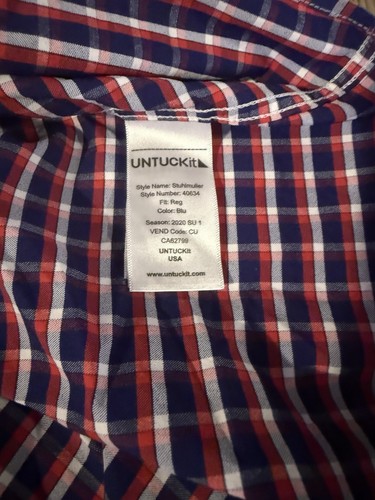 UNTUCKit
Style Name: Stuhlmuller
Style Number: 40634
Fit: Reg
Color: Blu
Season: 2020 SU 1
VEND Code: CU
CA62799
UNTUCKit
USA
www.untuckit.com